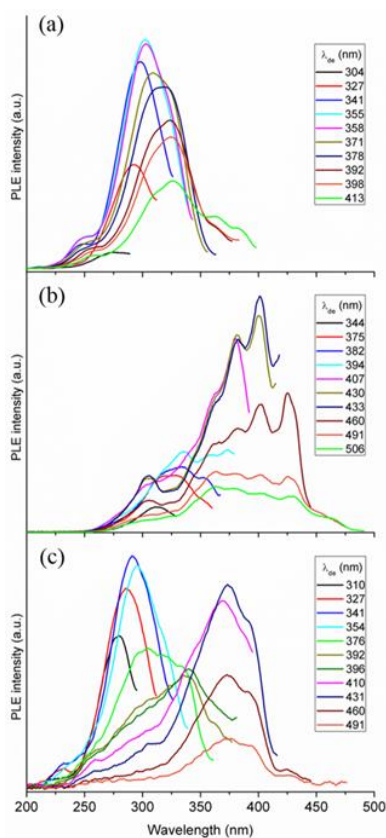 (a)
PLE intensity (a.u.)
λde (nm)
304
327
341
355
358
371
378
392
398
413
(b)
PLE intensity (a.u.)
λde (nm)
344
375
382
394
407
430
433
460
491
506
(c)
PLE intensity (a.u.)
λde (nm)
310
327
341
354
376
392
396
410
431
460
491
200 250 300 350 400 450 500
Wavelength (nm)